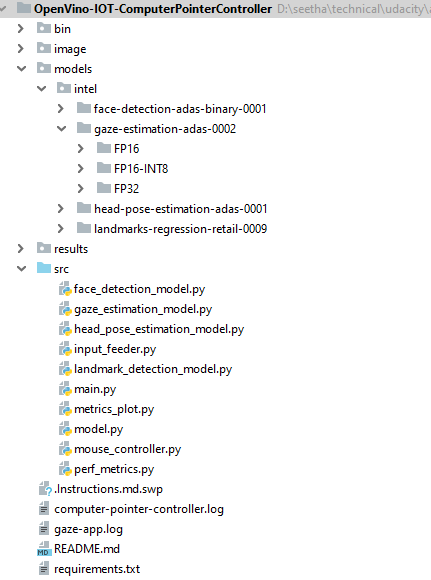 OpenVino-IOT-ComputerPointerController D:\seetha\technical\udacity\
bin
image
models
intel
face-detection-adas-binary-0001
gaze-estimation-adas-0002
FP16
FP16-INT8
FP32
head-pose-estimation-adas-0001
landmarks-regression-retail-0009
results
src
face_detection_model.py
gaze_estimation_model.py
head_pose_estimation_model.py
input_feeder.py
landmark_detection_model.py
main.py
metrics_plot.py
model.py
mouse_controller.py
perf_metrics.py
.Instructions.md.swp
computer-pointer-controller.log
gaze-app.log
MD README.md
requirements.txt